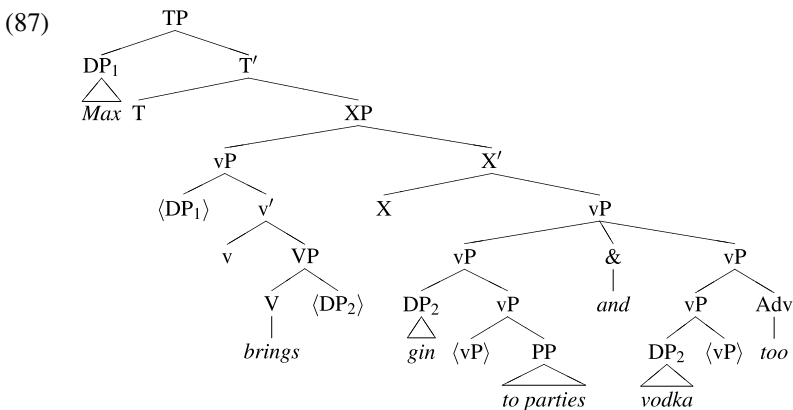 (87) TP
DP₁ T′
Max T XP
vP X′
⟨DP₁⟩ v′ X vP
v VP vP & vP
V ⟨DP₂⟩ DP₂ vP and vP Adv
brings gin ⟨vP⟩ PP DP₂ ⟨vP⟩ too
to parties vodka